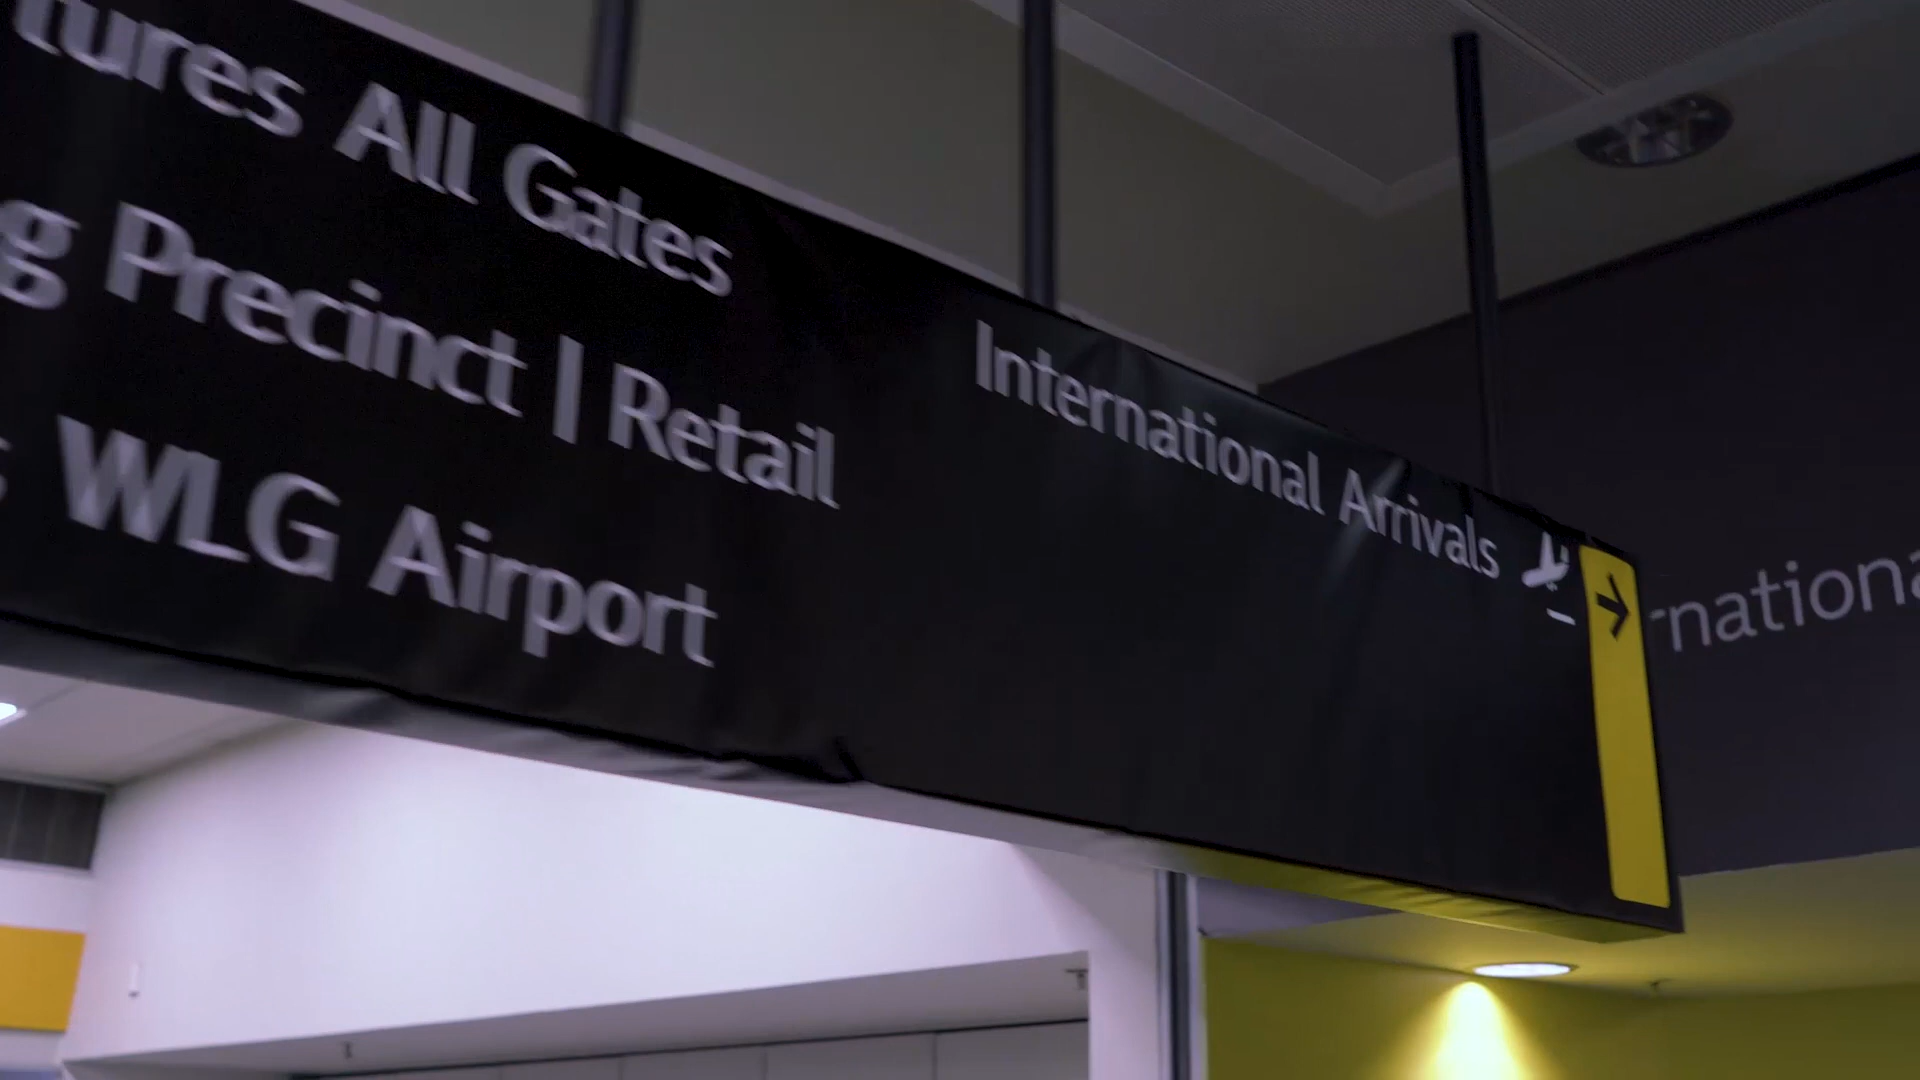 tures All Gates
g Precinct | Retail
WLG Airport
International Arrivals
rnationa